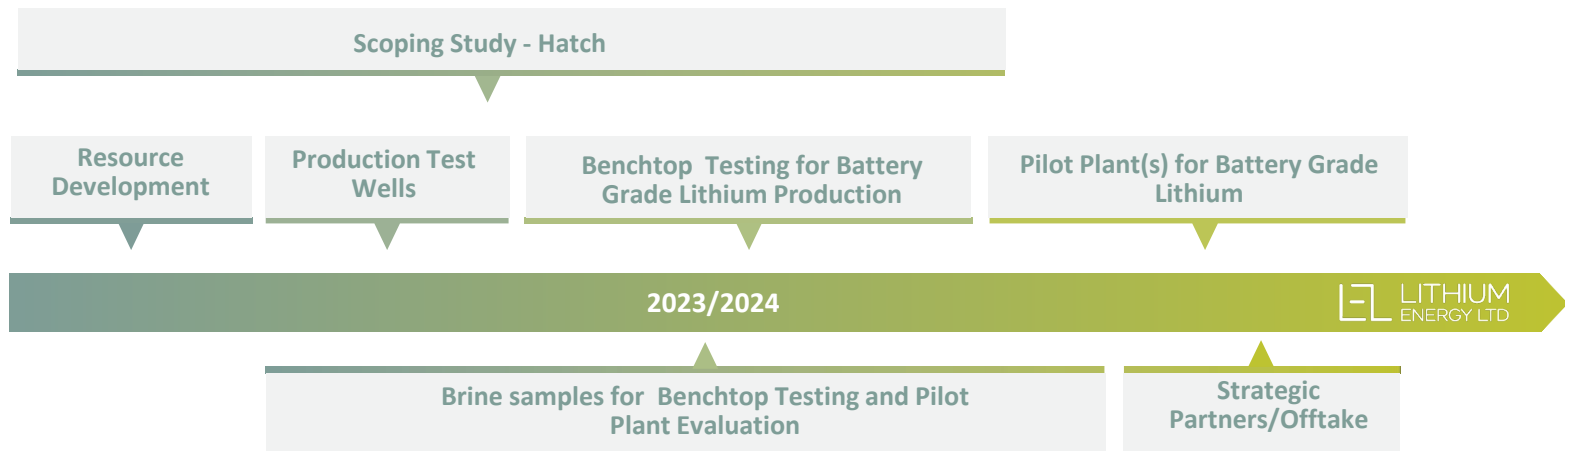 Scoping Study - Hatch
Resource
Development
Production Test
Wells
Benchtop Testing for Battery
Grade Lithium Production
Pilot Plant(s) for Battery Grade
Lithium
2023/2024
LEL LITHIUM
ENERGY LTD
Brine samples for Benchtop Testing and Pilot
Plant Evaluation
Strategic
Partners/Offtake